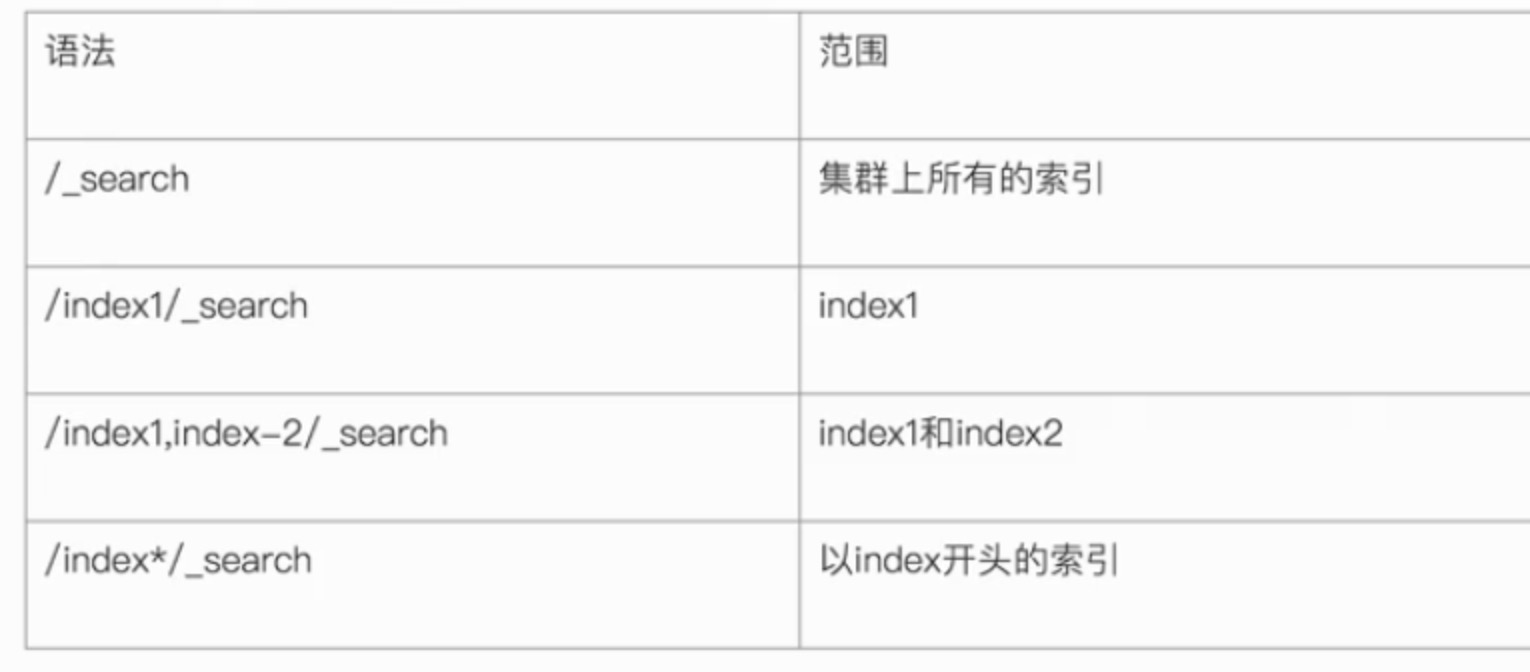 语法
范围
/_search
集群上所有的索引
/index1/_search
index1
/index1,index-2/_search
index1和index2
/index*/_search
以index开头的索引